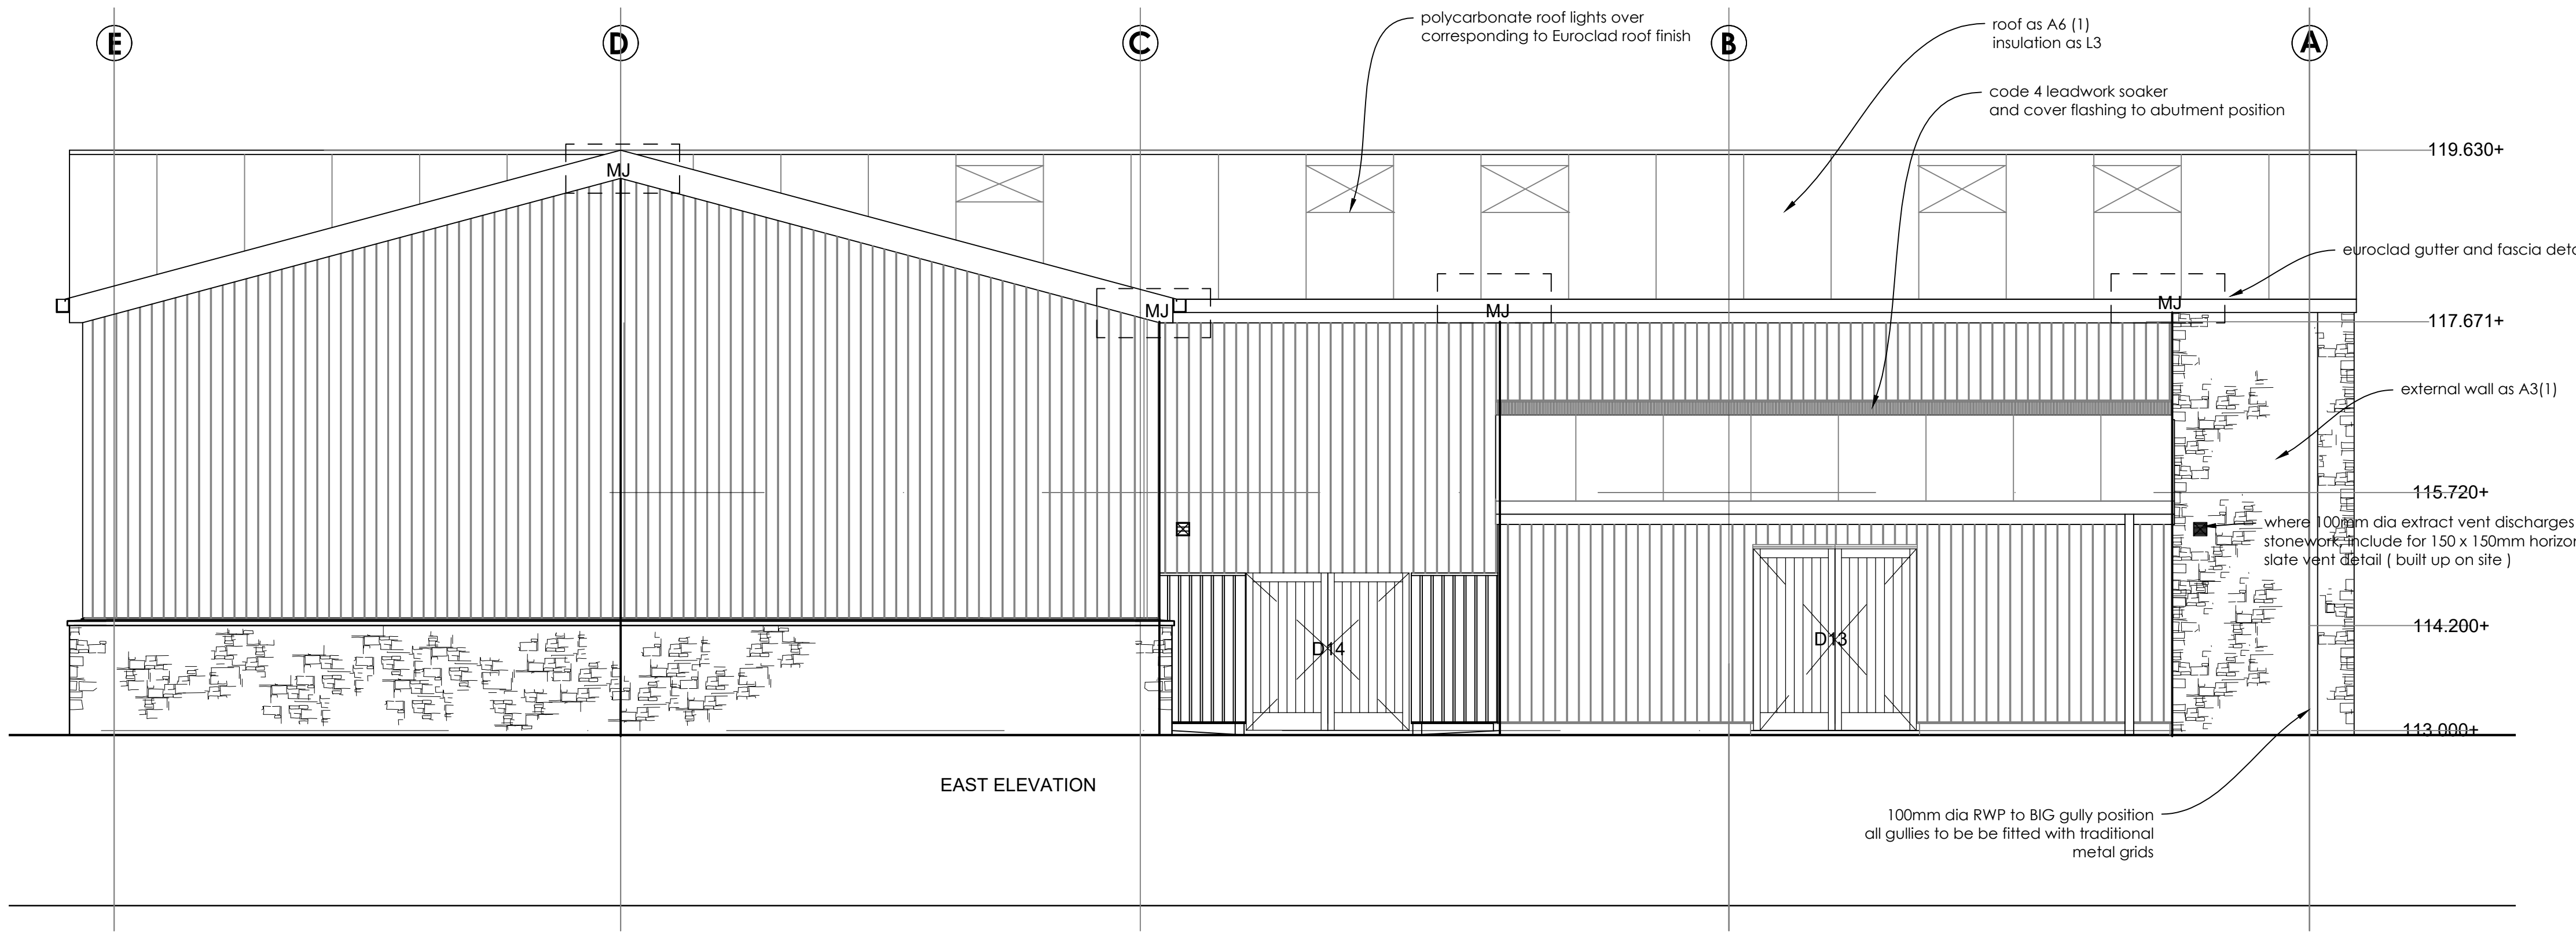 E
D
C
B
A
polycarbonate roof lights over
corresponding to Euroclad roof finish
roof as A6 (1)
insulation as L3
code 4 leadwork soaker
and cover flashing to abutment position
119.630+
MJ
euroclad gutter and fascia
MJ
MJ
MJ
117.671+
external wall as A3(1)
115.720+
where 100mm dia extract vent discharges
stonework, include for 150 x 150mm
slate vent detail ( built up on site )
114.200+
D14
D13
113.000+
EAST ELEVATION
100mm dia RWP to BIG gully position
all gullies to be be fitted with traditional
metal grids